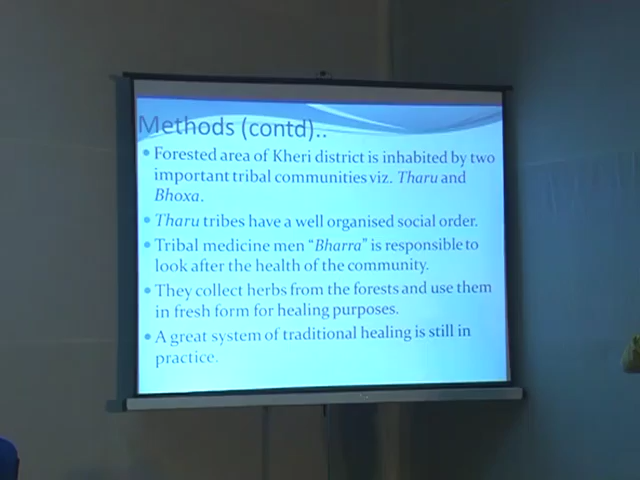 Methods (contd)..
• Forested area of Kheri district is inhabited by two
important tribal communities viz. Tharu and
Bhoxa.
• Tharu tribes have a well organised social order.
• Tribal medicine men “Bharra” is responsible to
look after the health of the community.
• They collect herbs from the forests and use them
in fresh form for healing purposes.
• A great system of traditional healing is still in
practice.